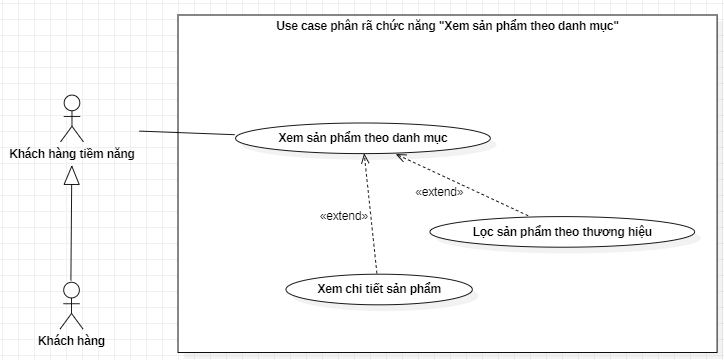 Use case phân rã chức năng "Xem sản phẩm theo danh mục"
Xem sản phẩm theo danh mục
Khách hàng tiềm năng
«extend»
«extend»
Lọc sản phẩm theo thương hiệu
Xem chi tiết sản phẩm
Khách hàng